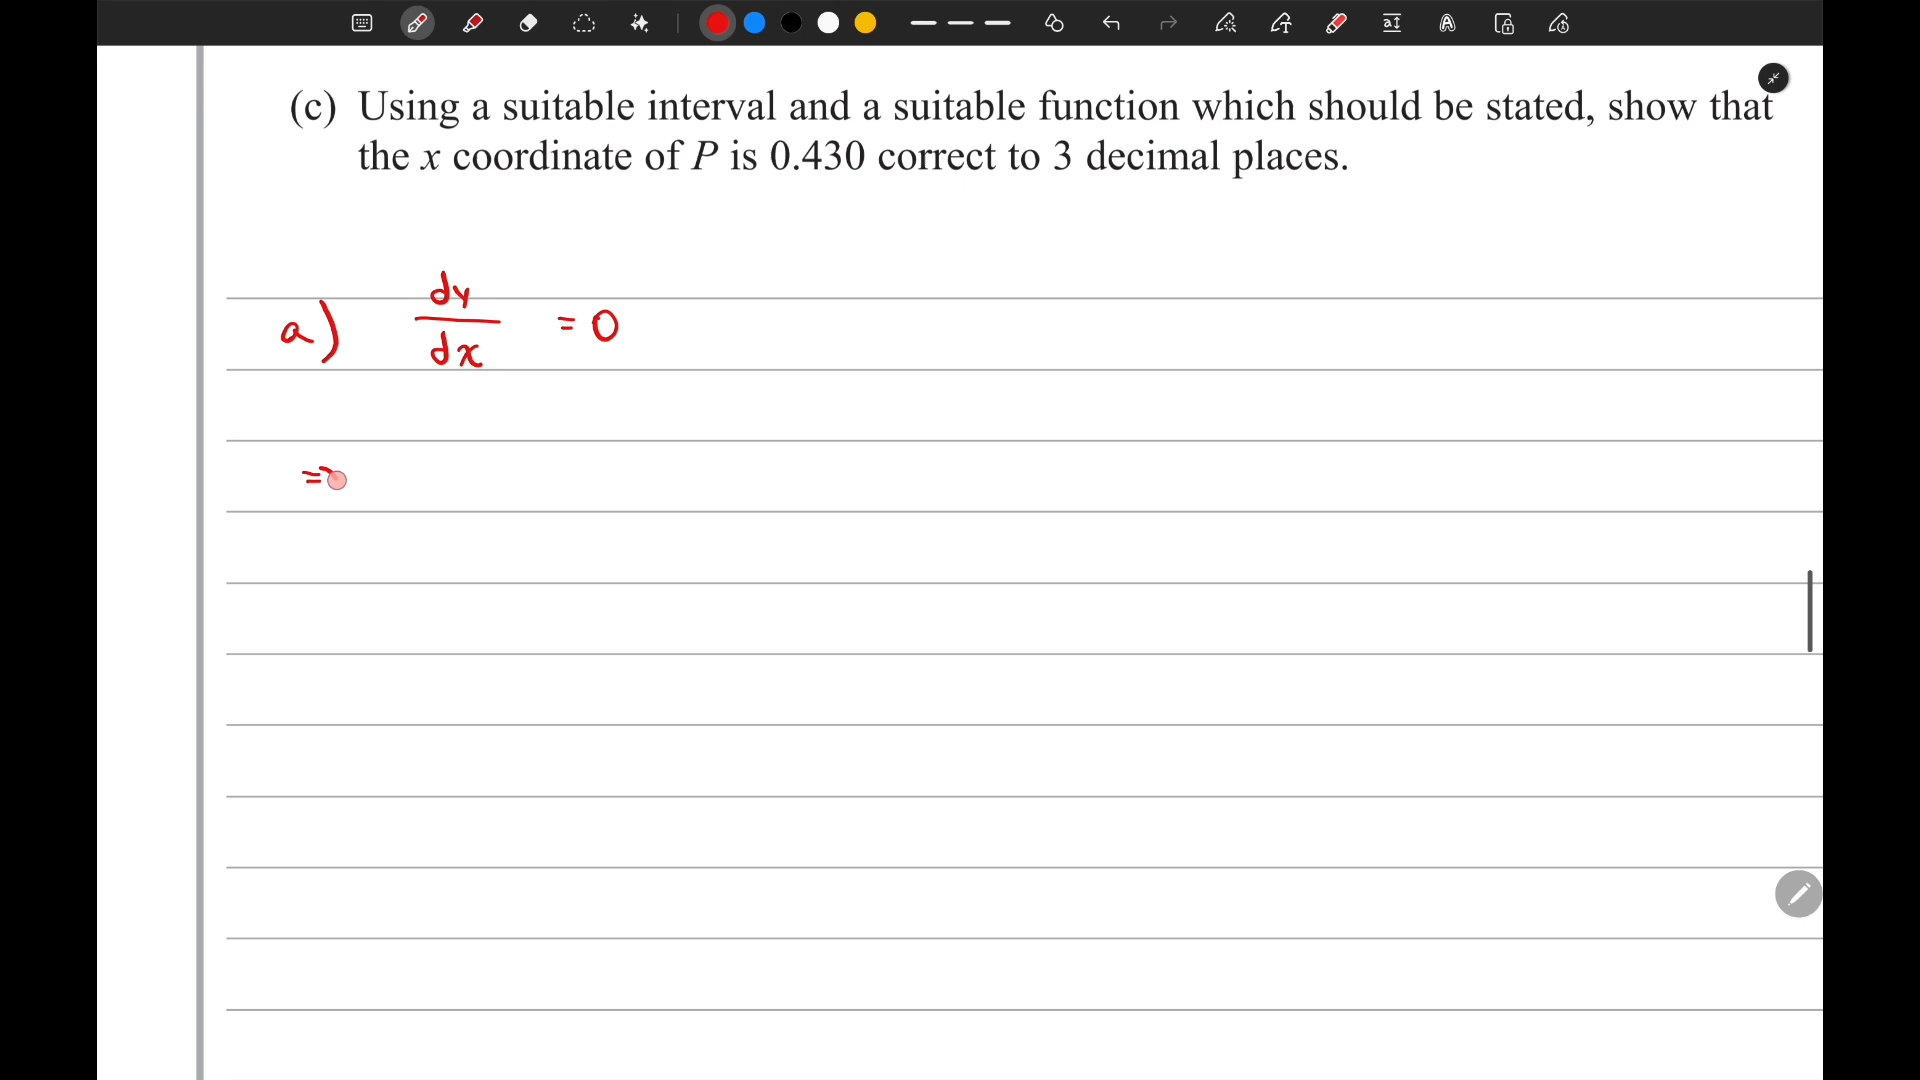 (c) Using a suitable interval and a suitable function which should be stated, show that
the x coordinate of P is 0.430 correct to 3 decimal places.
a) dy/dx = 0
=>